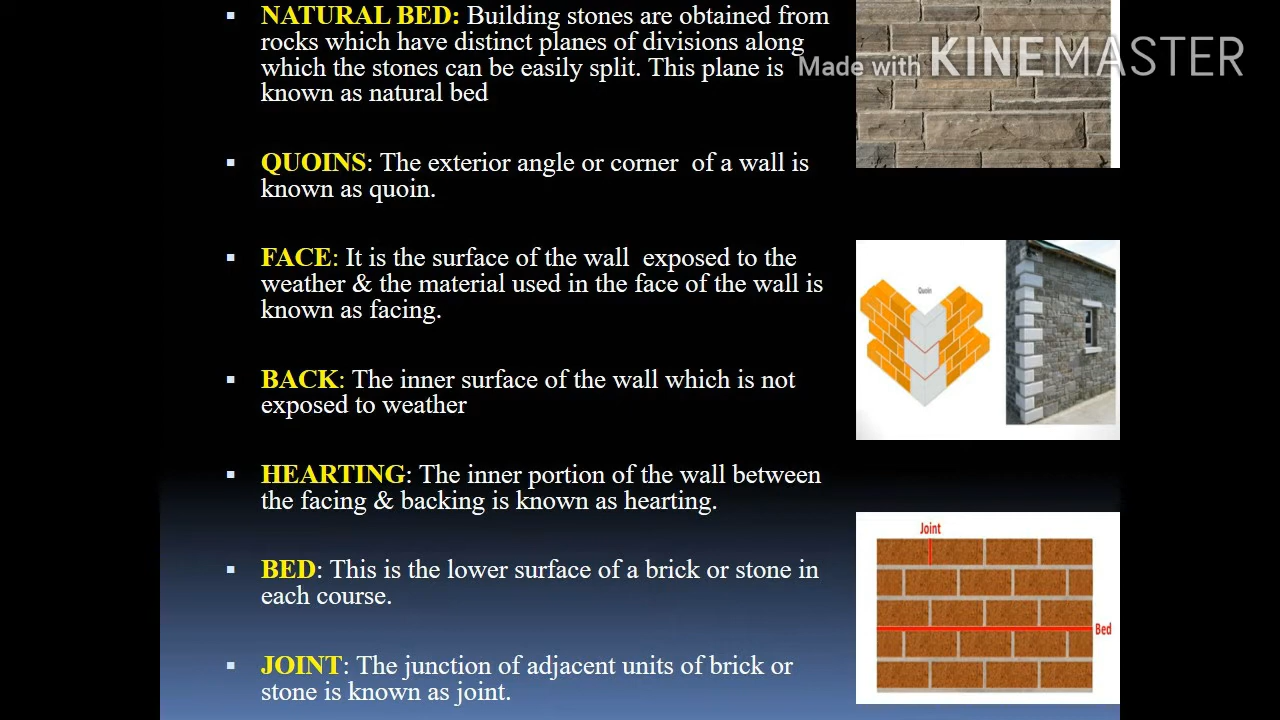 ▪ NATURAL BED: Building stones are obtained from
rocks which have distinct planes of divisions along
which the stones can be easily split. This plane is
known as natural bed
Made with KINEMASTER
▪ QUOINS: The exterior angle or corner of a wall is
known as quoin.
Quoin
▪ FACE: It is the surface of the wall exposed to the
weather & the material used in the face of the wall is
known as facing.
▪ BACK: The inner surface of the wall which is not
exposed to weather
▪ HEARTING: The inner portion of the wall between
the facing & backing is known as hearting.
▪ BED: This is the lower surface of a brick or stone in
each course.
▪ JOINT: The junction of adjacent units of brick or
stone is known as joint.
Joint
Bed